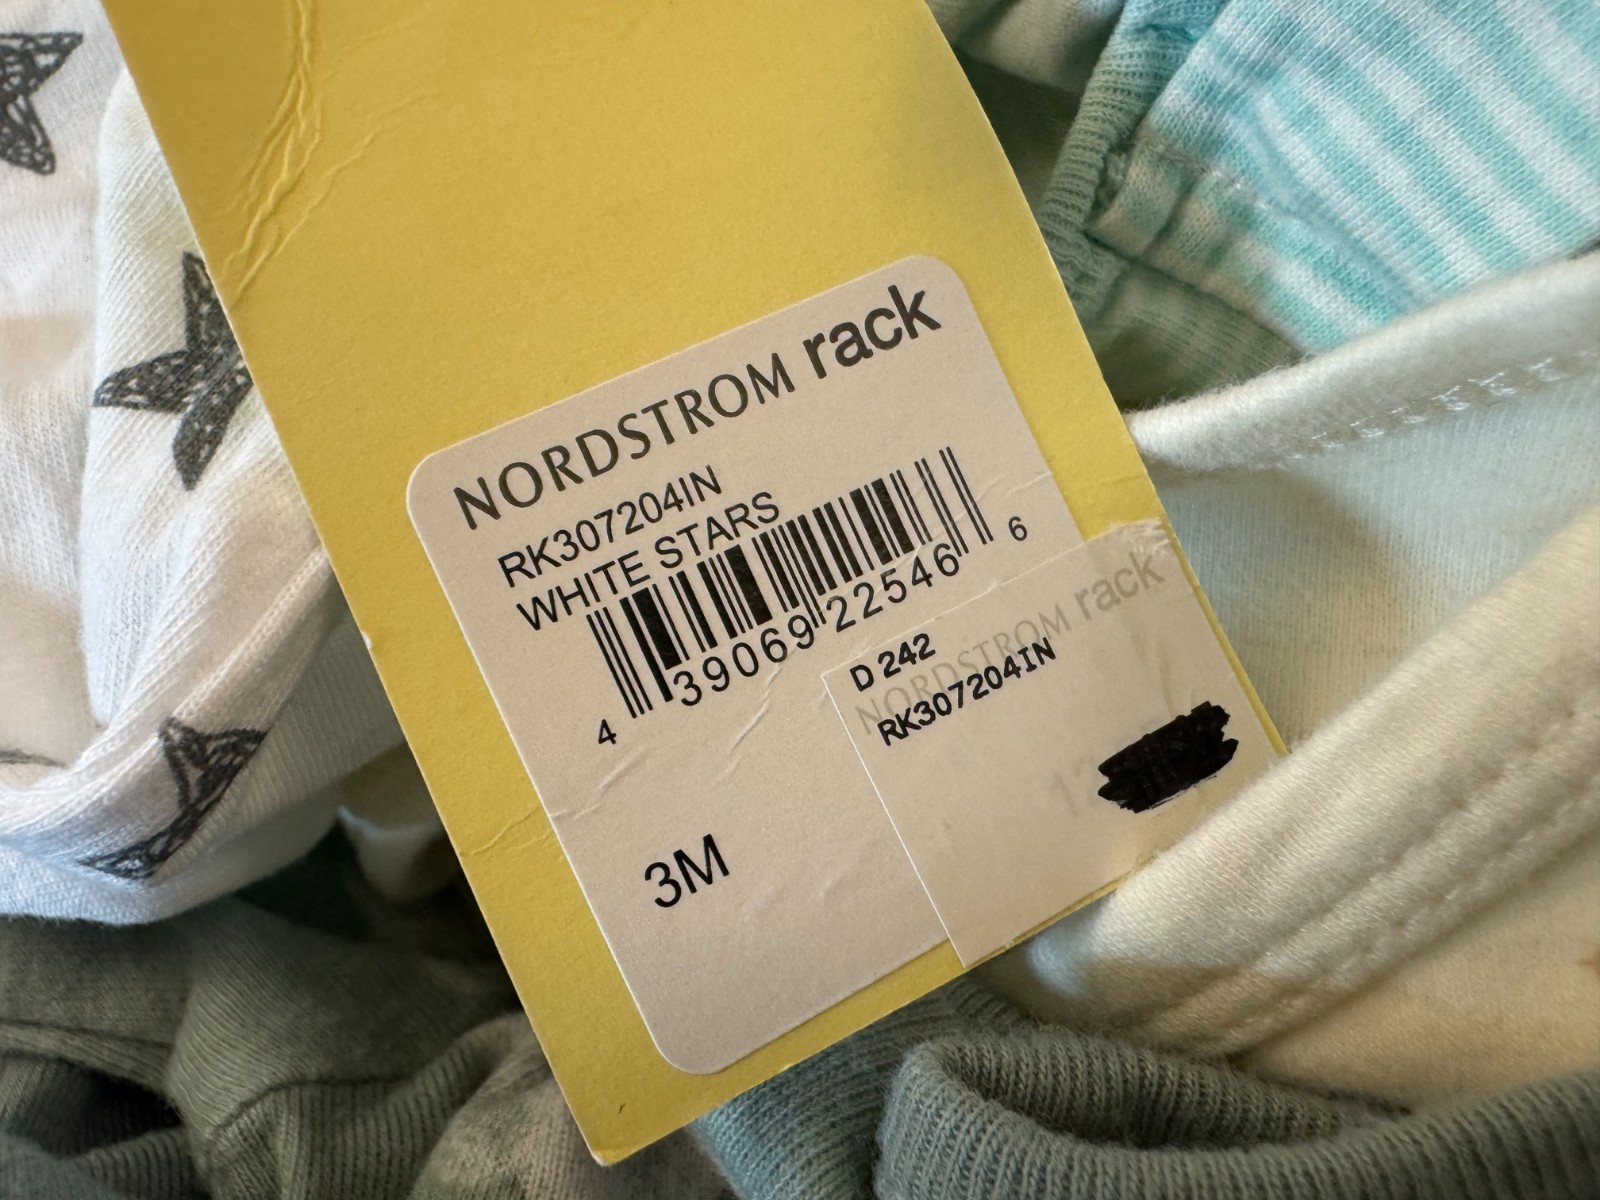 NORDSTROM rack
RK307204IN
WHITE STARS
4 39069 22546 6
NORDSTROM rack
D 242
RK307204IN
3M